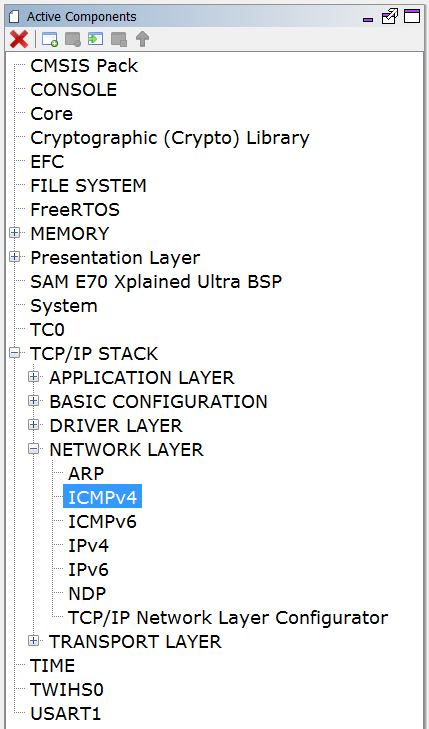 Active Components
CMSIS Pack
CONSOLE
Core
Cryptographic (Crypto) Library
EFC
FILE SYSTEM
FreeRTOS
MEMORY
Presentation Layer
SAM E70 Xplained Ultra BSP
System
TC0
TCP/IP STACK
APPLICATION LAYER
BASIC CONFIGURATION
DRIVER LAYER
NETWORK LAYER
ARP
ICMPv4
ICMPv6
IPv4
IPv6
NDP
TCP/IP Network Layer Configurator
TRANSPORT LAYER
TIME
TWIHS0
USART1